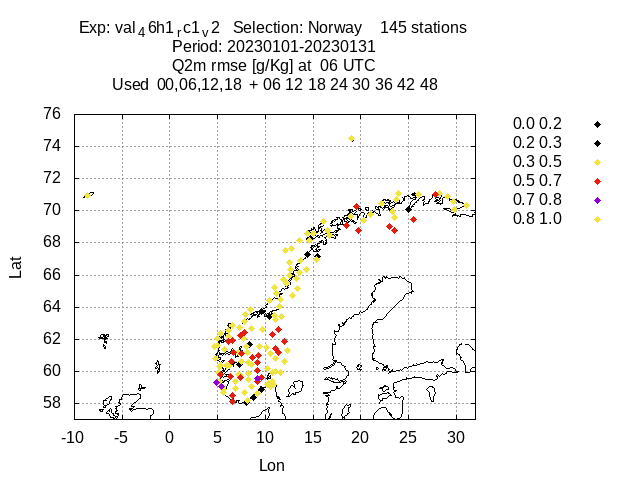 Exp: val46h1rc1v2 Selection: Norway 145 stations
Period: 20230101-20230131
Q2m rmse [g/Kg] at 06 UTC
Used 00,06,12,18 + 06 12 18 24 30 36 42 48
0.0 0.2
0.2 0.3
0.3 0.5
0.5 0.7
0.7 0.8
0.8 1.0
Lat
76
74
72
70
68
66
64
62
60
58
-10 -5 0 5 10 15 20 25 30
Lon